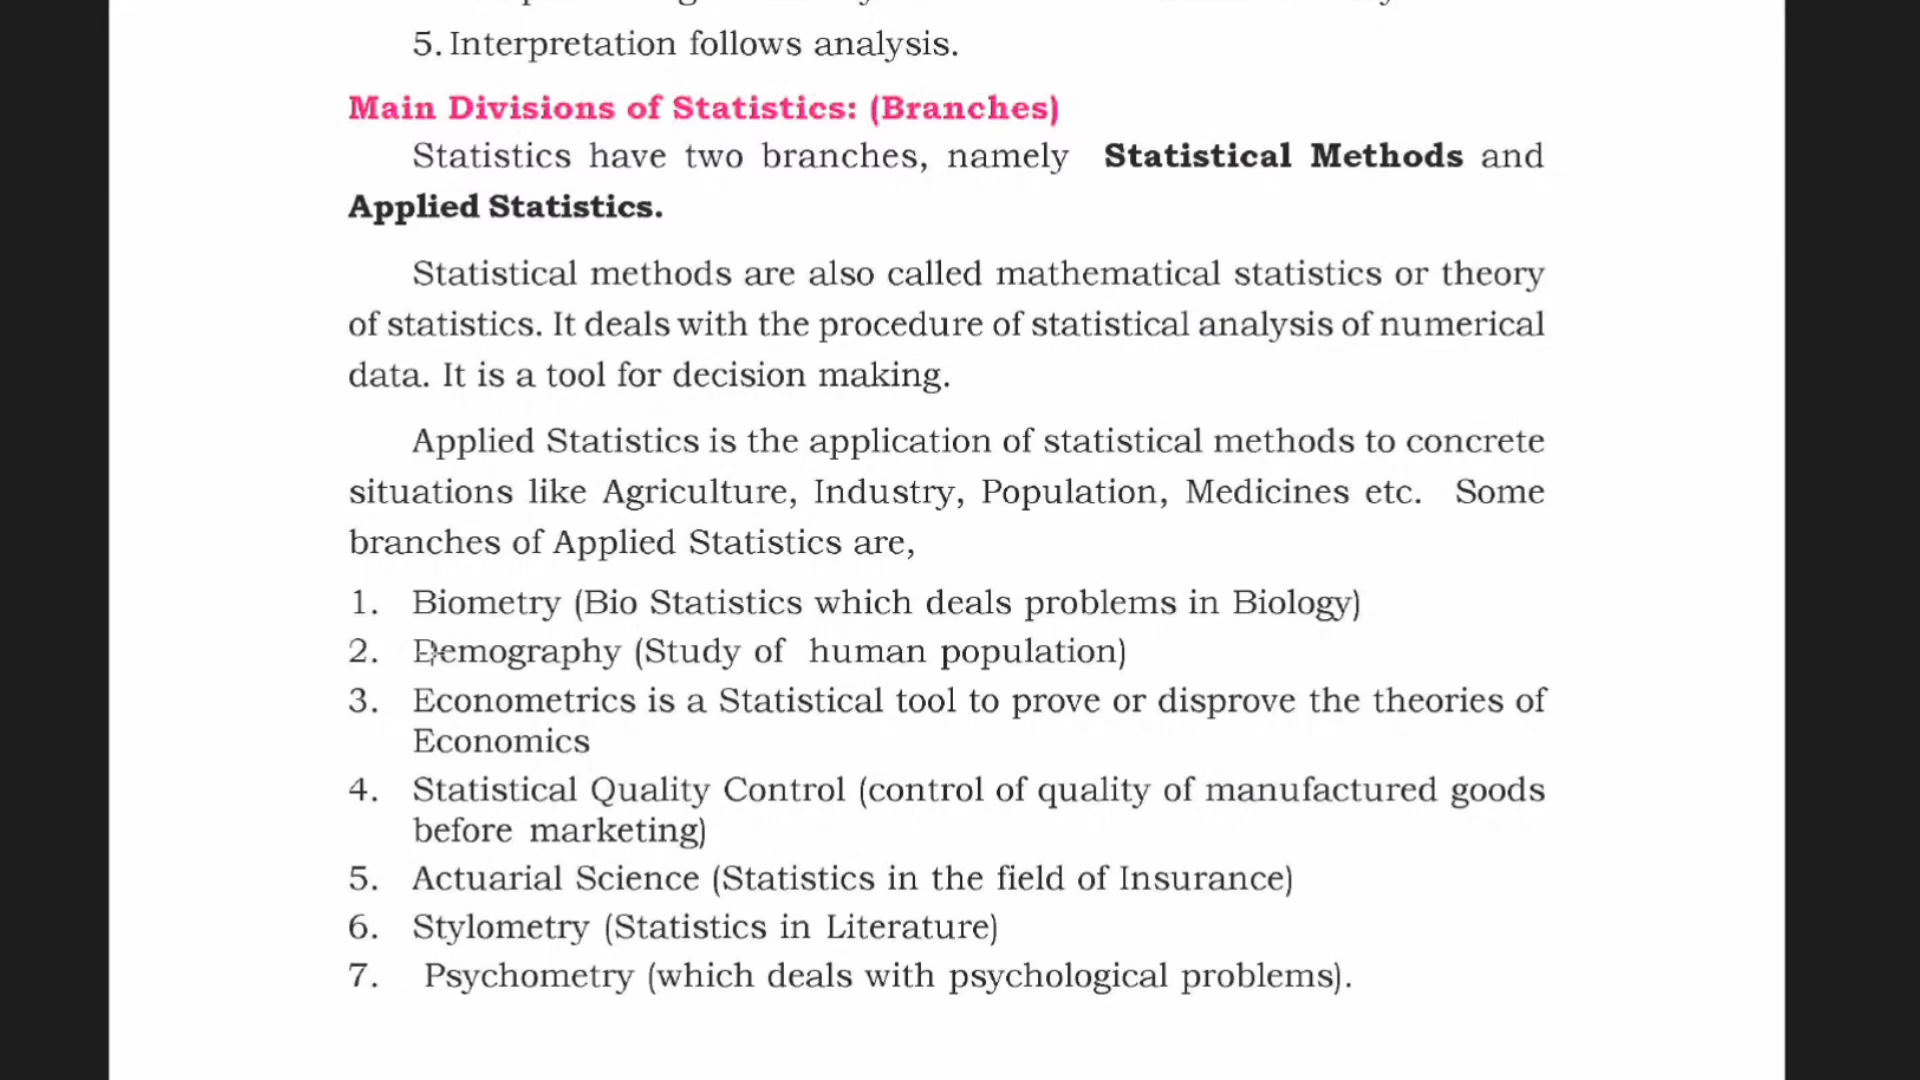 5. Interpretation follows analysis.
Main Divisions of Statistics: (Branches)
Statistics have two branches, namely Statistical Methods and
Applied Statistics.
Statistical methods are also called mathematical statistics or theory
of statistics. It deals with the procedure of statistical analysis of numerical
data. It is a tool for decision making.
Applied Statistics is the application of statistical methods to concrete
situations like Agriculture, Industry, Population, Medicines etc. Some
branches of Applied Statistics are,
1. Biometry (Bio Statistics which deals problems in Biology)
2. Demography (Study of human population)
3. Econometrics is a Statistical tool to prove or disprove the theories of
Economics
4. Statistical Quality Control (control of quality of manufactured goods
before marketing)
5. Actuarial Science (Statistics in the field of Insurance)
6. Stylometry (Statistics in Literature)
7. Psychometry (which deals with psychological problems).